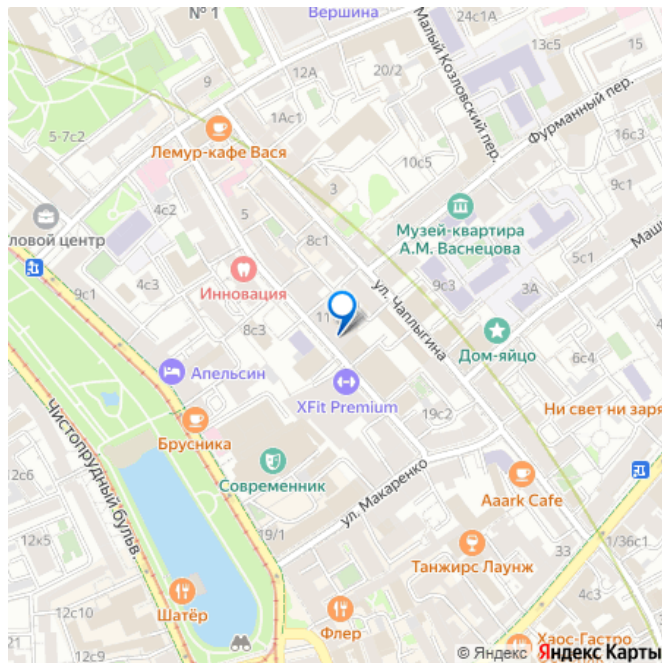 № 1
Вершина
24с1А
13с5
Малый Козловский пер.
20/2
12А
9
1Ас1
5-7с2
Фурманный пер.
16с3
Лемур-кафе Вася
10с5
3
9с1
4с2
5
Музей-квартира
А.М. Васнецова
Маш
ловой центр
8с1
5с1
4с3
9с1
Инновация
ул. Чаплыгина
9с3
3А
8с3
11
Дом-яйцо
6с4
Апельсин
XFit Premium
19с2
Ни свет ни заря
Чистопрудный бульв.
Брусника
12с6
Современник
ул. Макаренко
Aaark Cafe
19/1
12к5
Танжирс Лаунж
33
1/36с1
12с10
Шатёр
Флер
4с2
12с8
Хаос-Гастро
© Яндекс Яндекс Карты